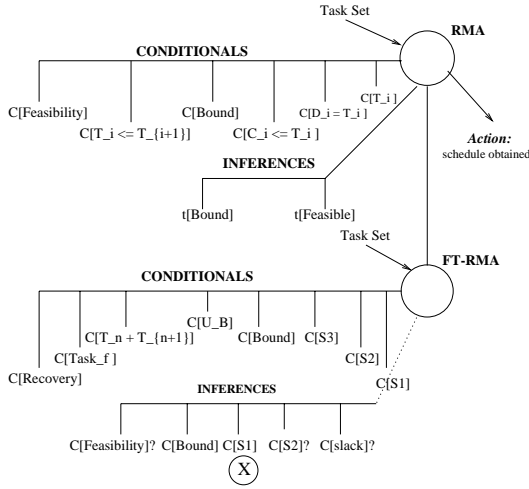 Task Set
RMA
CONDITIONALS
C[Feasibility]
C[T_i <= T_{i+1}]
C[Bound]
C[C_i <= T_i ]
C[D_i = T_i ]
C[T_i ]
Action:
schedule obtained
INFERENCES
t[Bound]
t[Feasible]
Task Set
FT-RMA
CONDITIONALS
C[Recovery]
C[Task_f ]
C[T_n + T_{n+1}]
C[U_B]
C[Bound]
C[S3]
C[S2]
C[S1]
INFERENCES
C[Feasibility]?
C[Bound]
C[S1]
C[S2]?
C[slack]?
X